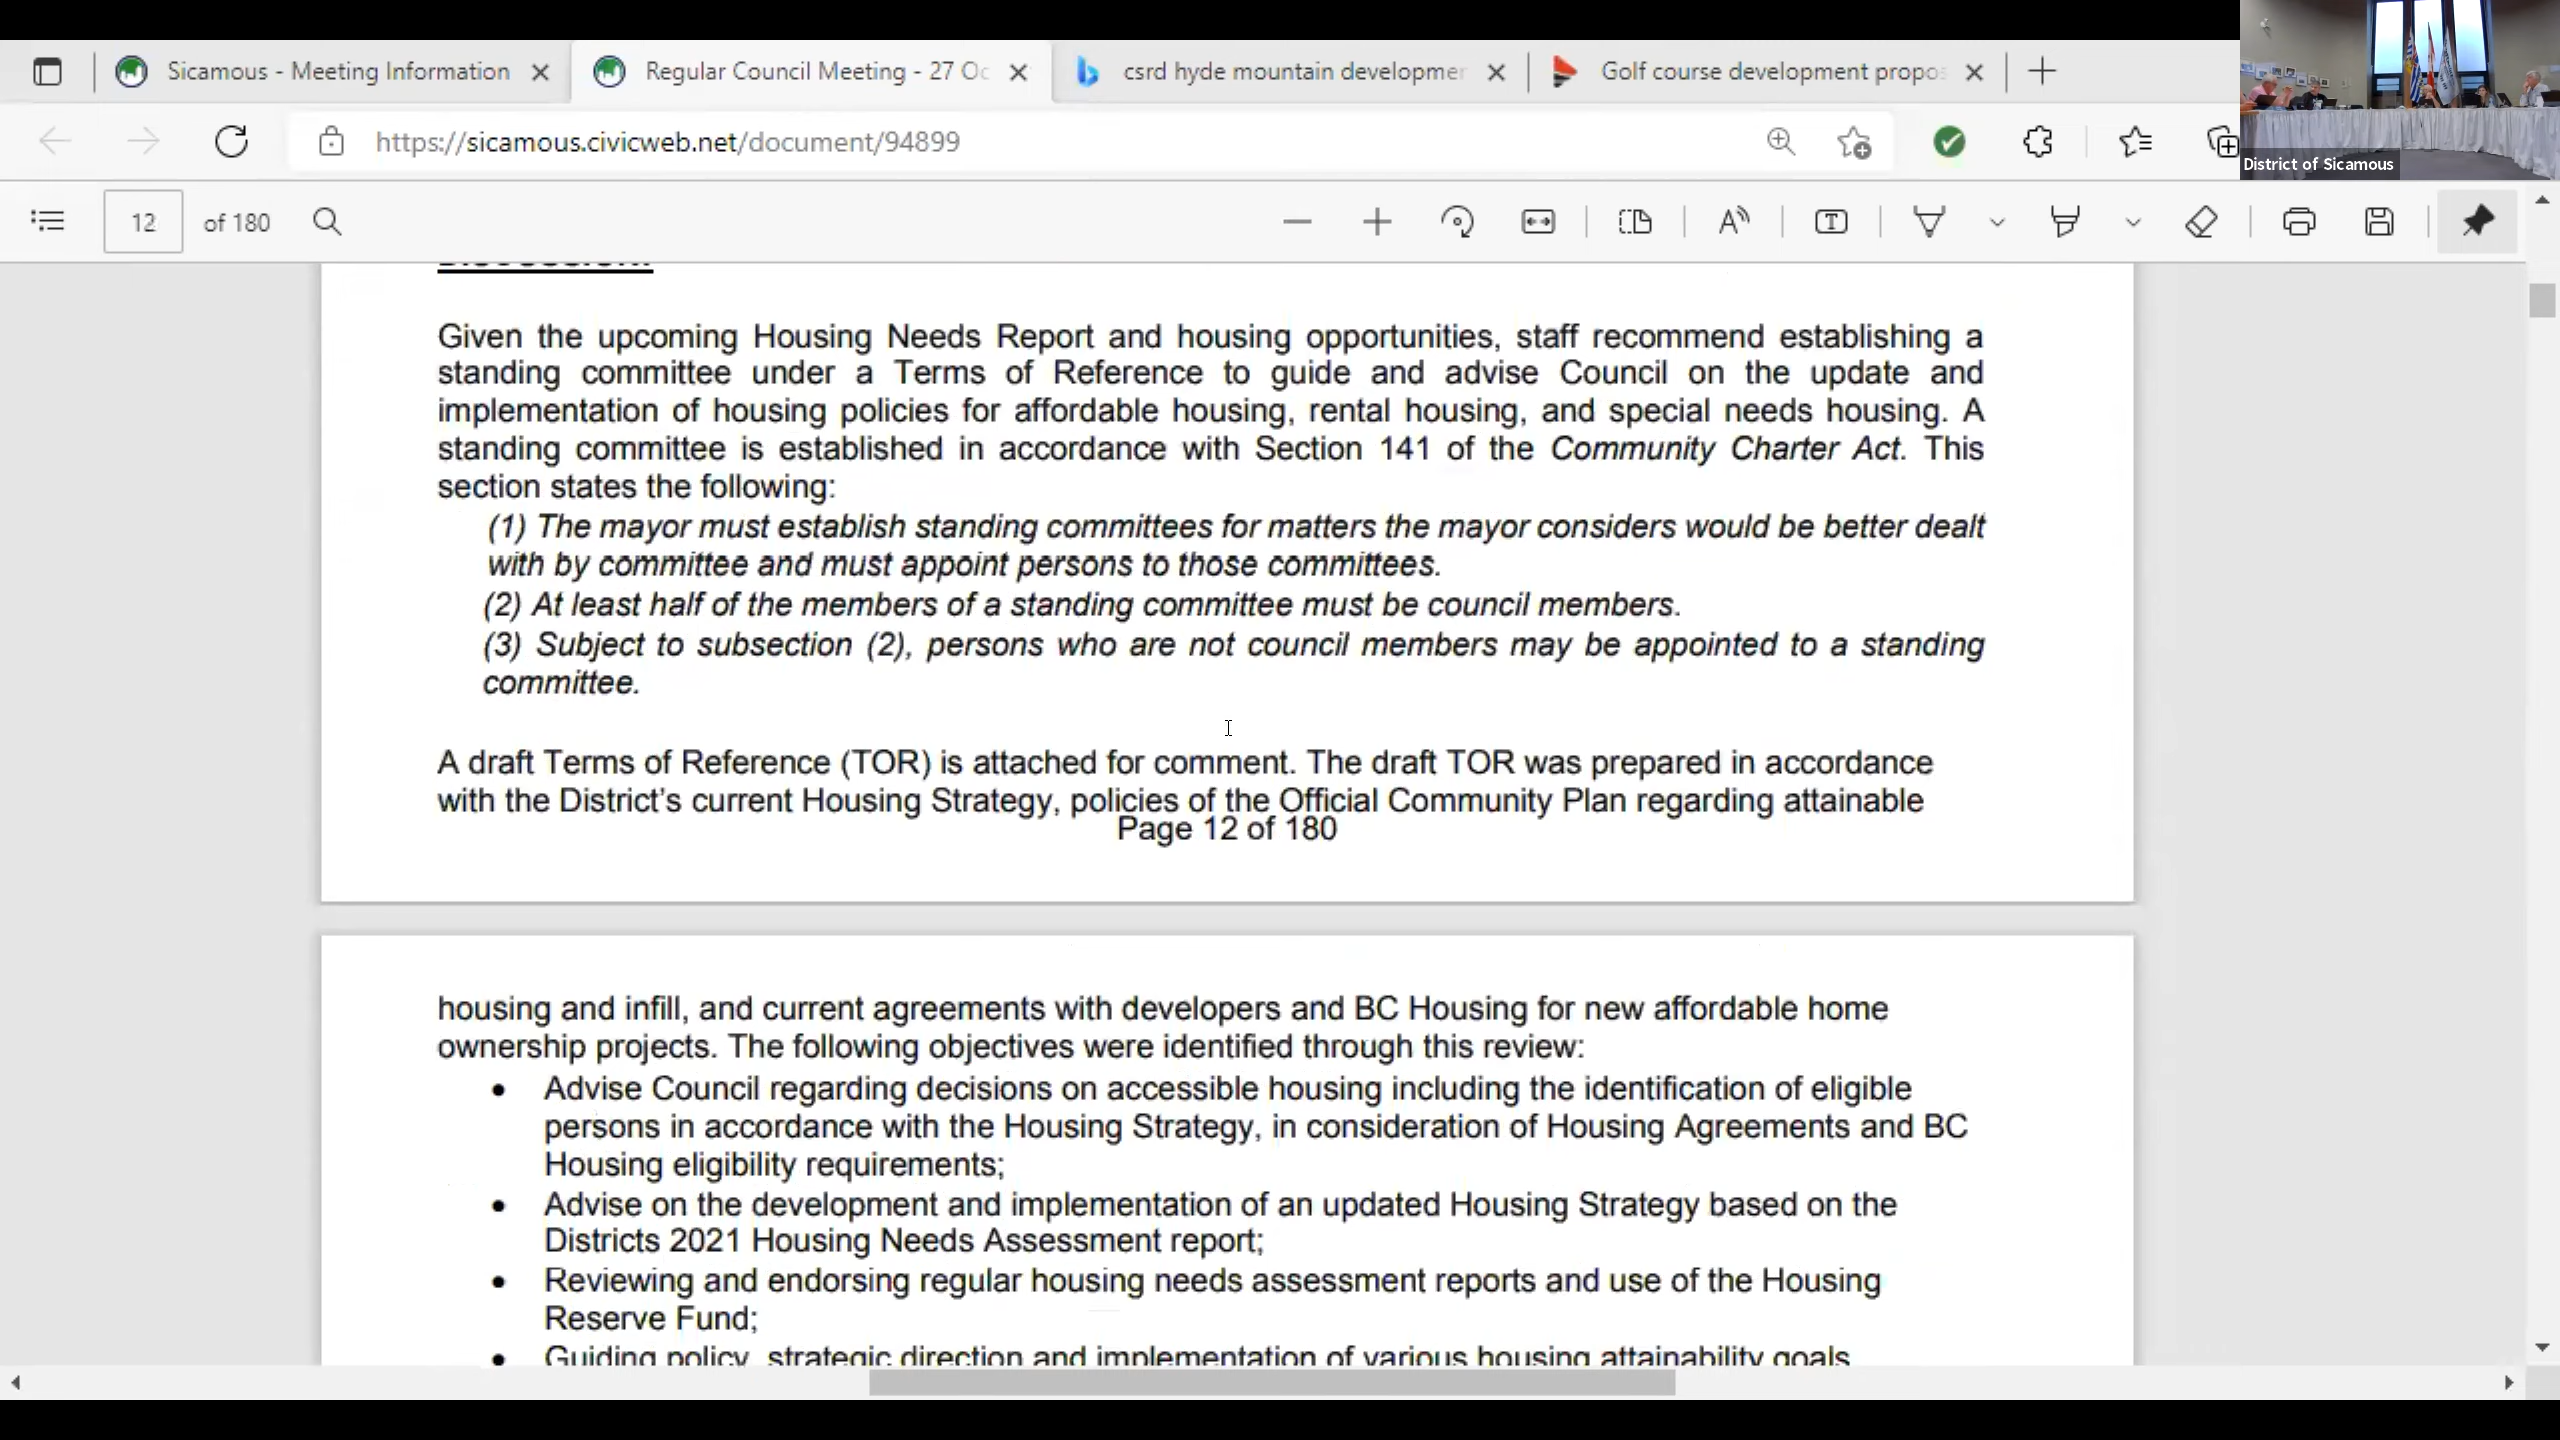 Sicamous - Meeting Information
Regular Council Meeting - 27 Oc
csrd hyde mountain developmer
Golf course development propos
https://sicamous.civicweb.net/document/94899
District of Sicamous
12 of 180
Given the upcoming Housing Needs Report and housing opportunities, staff recommend establishing a
standing committee under a Terms of Reference to guide and advise Council on the update and
implementation of housing policies for affordable housing, rental housing, and special needs housing. A
standing committee is established in accordance with Section 141 of the Community Charter Act. This
section states the following:
(1) The mayor must establish standing committees for matters the mayor considers would be better dealt
with by committee and must appoint persons to those committees.
(2) At least half of the members of a standing committee must be council members.
(3) Subject to subsection (2), persons who are not council members may be appointed to a standing
committee.
A draft Terms of Reference (TOR) is attached for comment. The draft TOR was prepared in accordance
with the District's current Housing Strategy, policies of the Official Community Plan regarding attainable
Page 12 of 180
housing and infill, and current agreements with developers and BC Housing for new affordable home
ownership projects. The following objectives were identified through this review:
• Advise Council regarding decisions on accessible housing including the identification of eligible
persons in accordance with the Housing Strategy, in consideration of Housing Agreements and BC
Housing eligibility requirements;
• Advise on the development and implementation of an updated Housing Strategy based on the
Districts 2021 Housing Needs Assessment report;
• Reviewing and endorsing regular housing needs assessment reports and use of the Housing
Reserve Fund;
• Guiding policy, strategic direction and implementation of various housing attainability goals